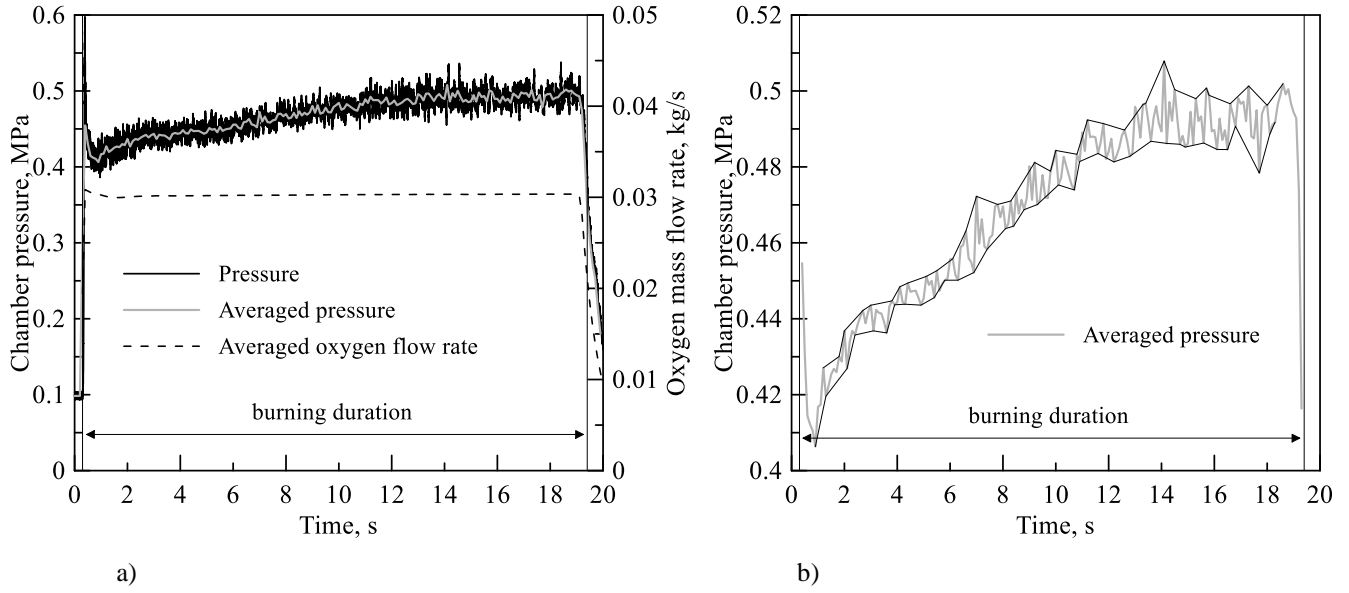 0.6
0.5
0.4
0.3
0.2
0.1
0
Chamber pressure, MPa
0.05
0.04
0.03
0.02
0.01
0
Oxygen mass flow rate, kg/s
Pressure
Averaged pressure
Averaged oxygen flow rate
burning duration
0 2 4 6 8 10 12 14 16 18 20
Time, s
a)
0.52
0.5
0.48
0.46
0.44
0.42
0.4
Chamber pressure, MPa
Averaged pressure
burning duration
0 2 4 6 8 10 12 14 16 18 20
Time, s
b)